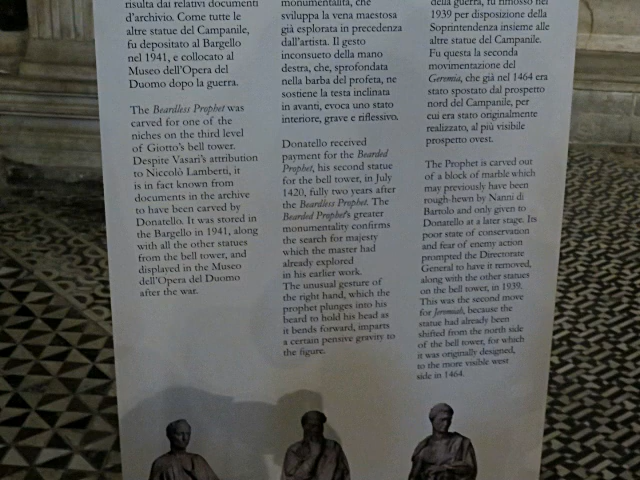 risulta dai relativi documenti
d'archivio. Come tutte le
altre statue del Campanile,
fu depositato al Bargello
nel 1941, e collocato al
Museo dell'Opera del
Duomo dopo la guerra.
The Beardless Prophet was
carved for one of the
niches on the third level
of Giotto's bell tower.
Despite Vasari's attribution
to Niccolò Lamberti, it
is in fact known from
documents in the archive
to have been carved by
Donatello. It was stored in
the Bargello in 1941, along
with all the other statues
from the bell tower, and
displayed in the Museo
dell'Opera del Duomo
after the war.
monumentalità, che
sviluppa la vena maestosa
già esplorata in precedenza
dall'artista. Il gesto
inconsueto della mano
destra, che, sprofondata
nella barba del profeta, ne
sostiene la testa inclinata
in avanti, evoca uno stato
interiore, grave e riflessivo.
Donatello received
payment for the Bearded
Prophet, his second statue
for the bell tower, in July
1420, fully two years after
the Beardless Prophet. The
Bearded Prophet's greater
monumentality confirms
the search for majesty
which the master had
already explored
in his earlier work.
The unusual gesture of
the right hand, which the
prophet plunges into his
beard to hold his head as
it bends forward, imparts
a certain pensive gravity to
the figure.
della guerra, fu rimosso nel
1939 per disposizione della
Soprintendenza insieme alle
altre statue del Campanile.
Fu questa la seconda
movimentazione del
Geremia, che già nel 1464 era
stato spostato dal prospetto
nord del Campanile, per
cui era stato originalmente
realizzato, al più visibile
prospetto ovest.
The Prophet is carved out
of a block of marble which
may previously have been
rough-hewn by Nanni di
Bartolo and only given to
Donatello at a later stage. Its
poor state of conservation
and fear of enemy action
prompted the Directorate
General to have it removed,
along with the other statues
on the bell tower, in 1939.
This was the second move
for Jeremiah, because the
statue had already been
shifted from the north side
of the bell tower, for which
it was originally designed,
to the more visible west
side in 1464.